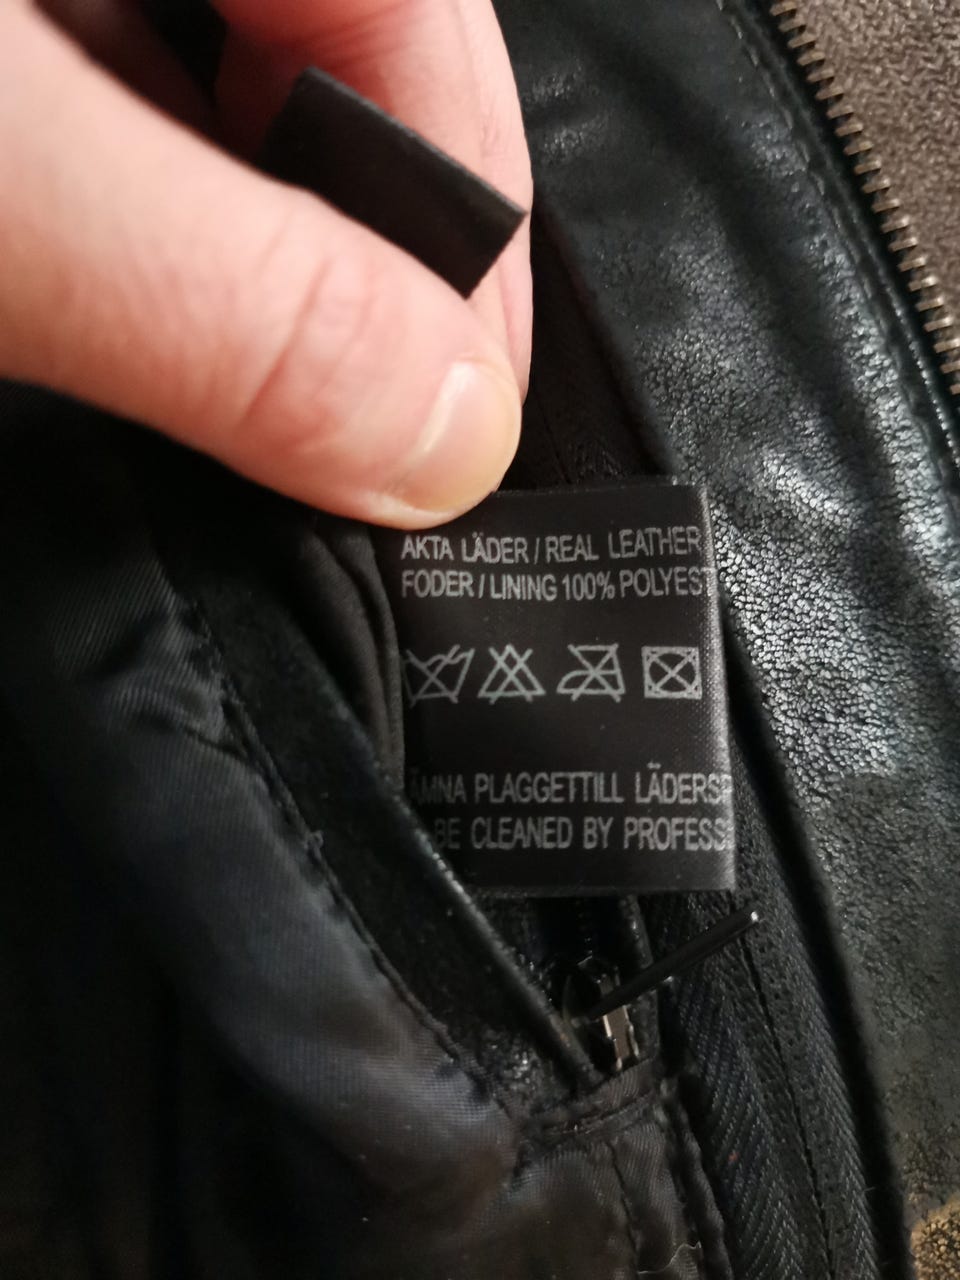 AKTA LÄDER / REAL LEATHER
FODER / LINING 100% POLYEST
ÄMNA PLAGGETTILL LÄDERSP
BE CLEANED BY PROFESS